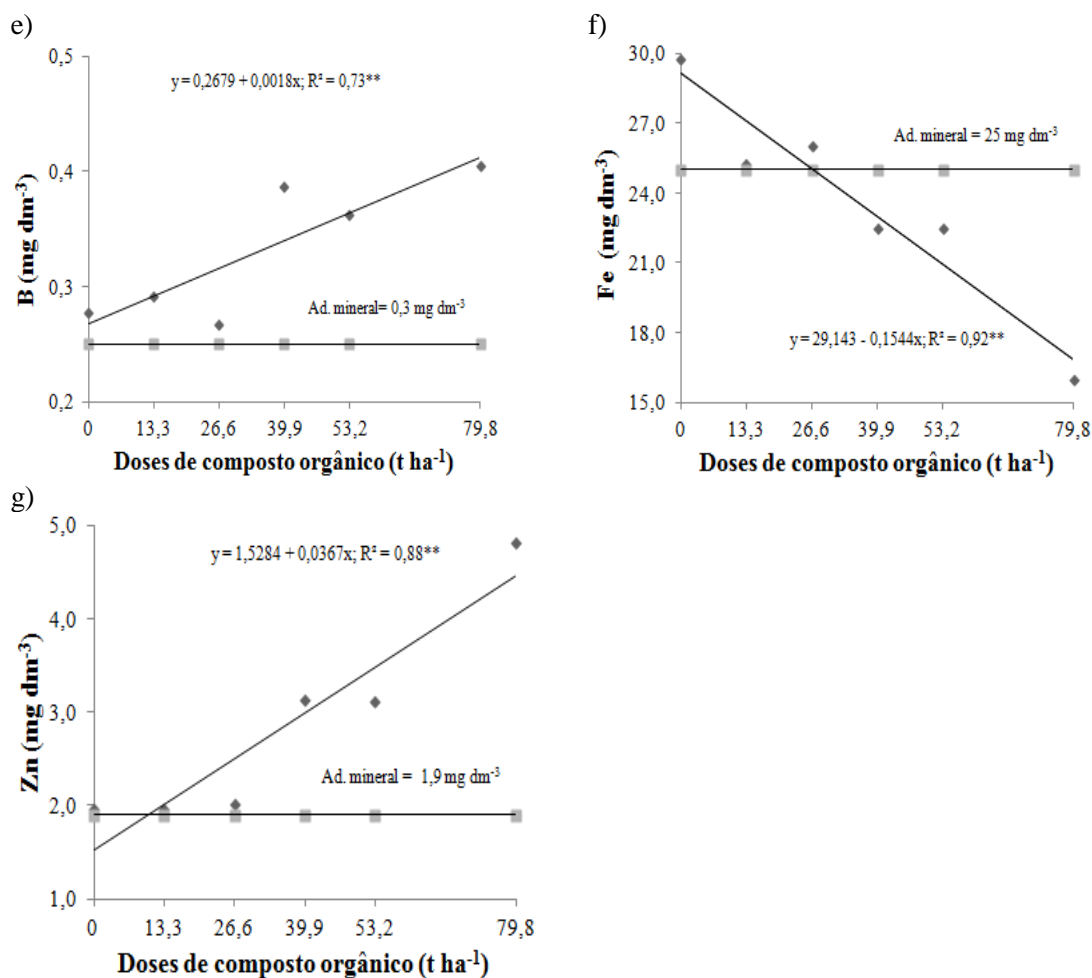 e)
B (mg dm⁻³)
0,5
0,4
0,3
0,2
y = 0,2679 + 0,0018x; R² = 0,73**
Ad. mineral= 0,3 mg dm⁻³
0 13,3 26,6 39,9 53,2 79,8
Doses de composto orgânico (t ha⁻¹)
f)
Fe (mg dm⁻³)
30,0
27,0
24,0
21,0
18,0
15,0
Ad. mineral = 25 mg dm⁻³
y = 29,143 - 0,1544x; R² = 0,92**
0 13,3 26,6 39,9 53,2 79,8
Doses de composto orgânico (t ha⁻¹)
g)
Zn (mg dm⁻³)
5,0
4,0
3,0
2,0
1,0
y = 1,5284 + 0,0367x; R² = 0,88**
Ad. mineral = 1,9 mg dm⁻³
0 13,3 26,6 39,9 53,2 79,8
Doses de composto orgânico (t ha⁻¹)